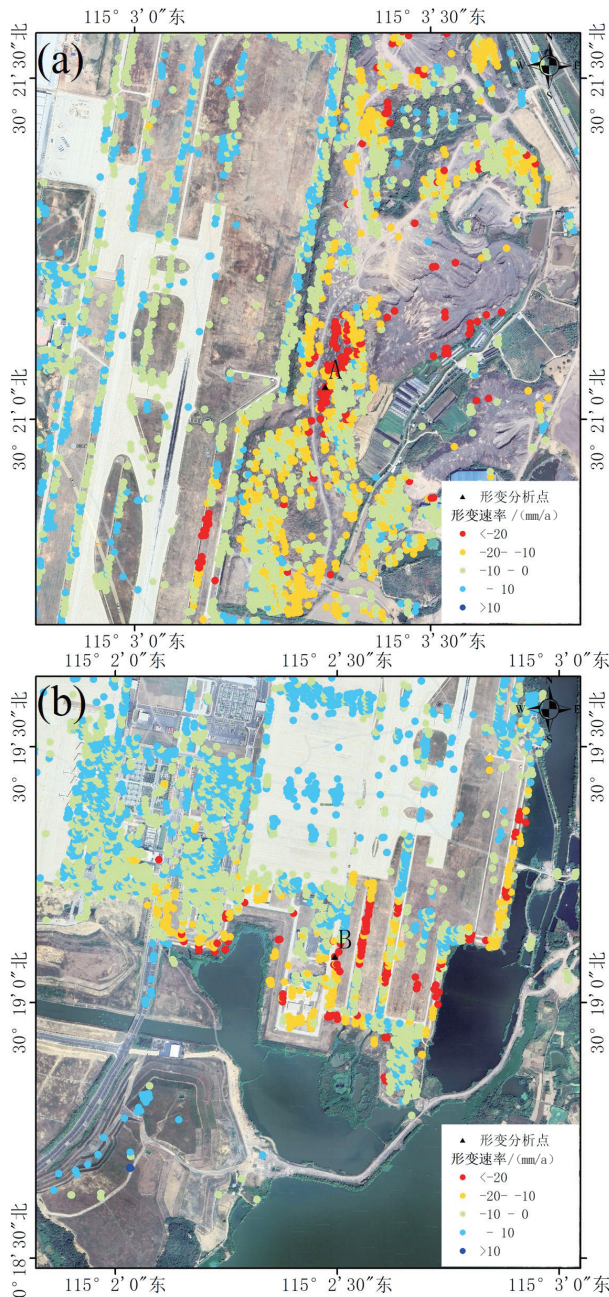 (a)
115° 3′ 0″东
115° 3′ 30″东
30° 21′ 30″北
30° 21′ 30″北
30° 21′ 0″北
30° 21′ 0″北
W
E
S
A
形变分析点
形变速率/(mm/a)
<-20
-20- -10
-10 - 0
- 10
>10
115° 3′ 0″东
115° 3′ 30″东
(b)
115° 2′ 0″东
115° 2′ 30″东
115° 3′ 0″东
30° 19′ 30″北
30° 19′ 30″北
30° 19′ 0″北
30° 19′ 0″北
W
E
S
B
形变分析点
形变速率/(mm/a)
<-20
-20- -10
-10 - 0
- 10
>10
0° 18′ 30″北
0° 18′ 30″北
115° 2′ 0″东
115° 2′ 30″东
115° 3′ 0″东